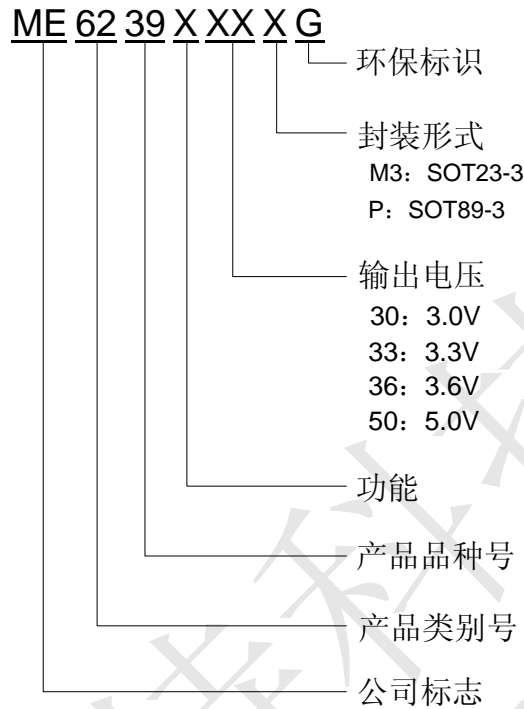 ME 62 39 X XX X G
环保标识
封装形式
M3：SOT23-3
P：SOT89-3
输出电压
30：3.0V
33：3.3V
36：3.6V
50：5.0V
功能
产品品种号
产品类别号
公司标志